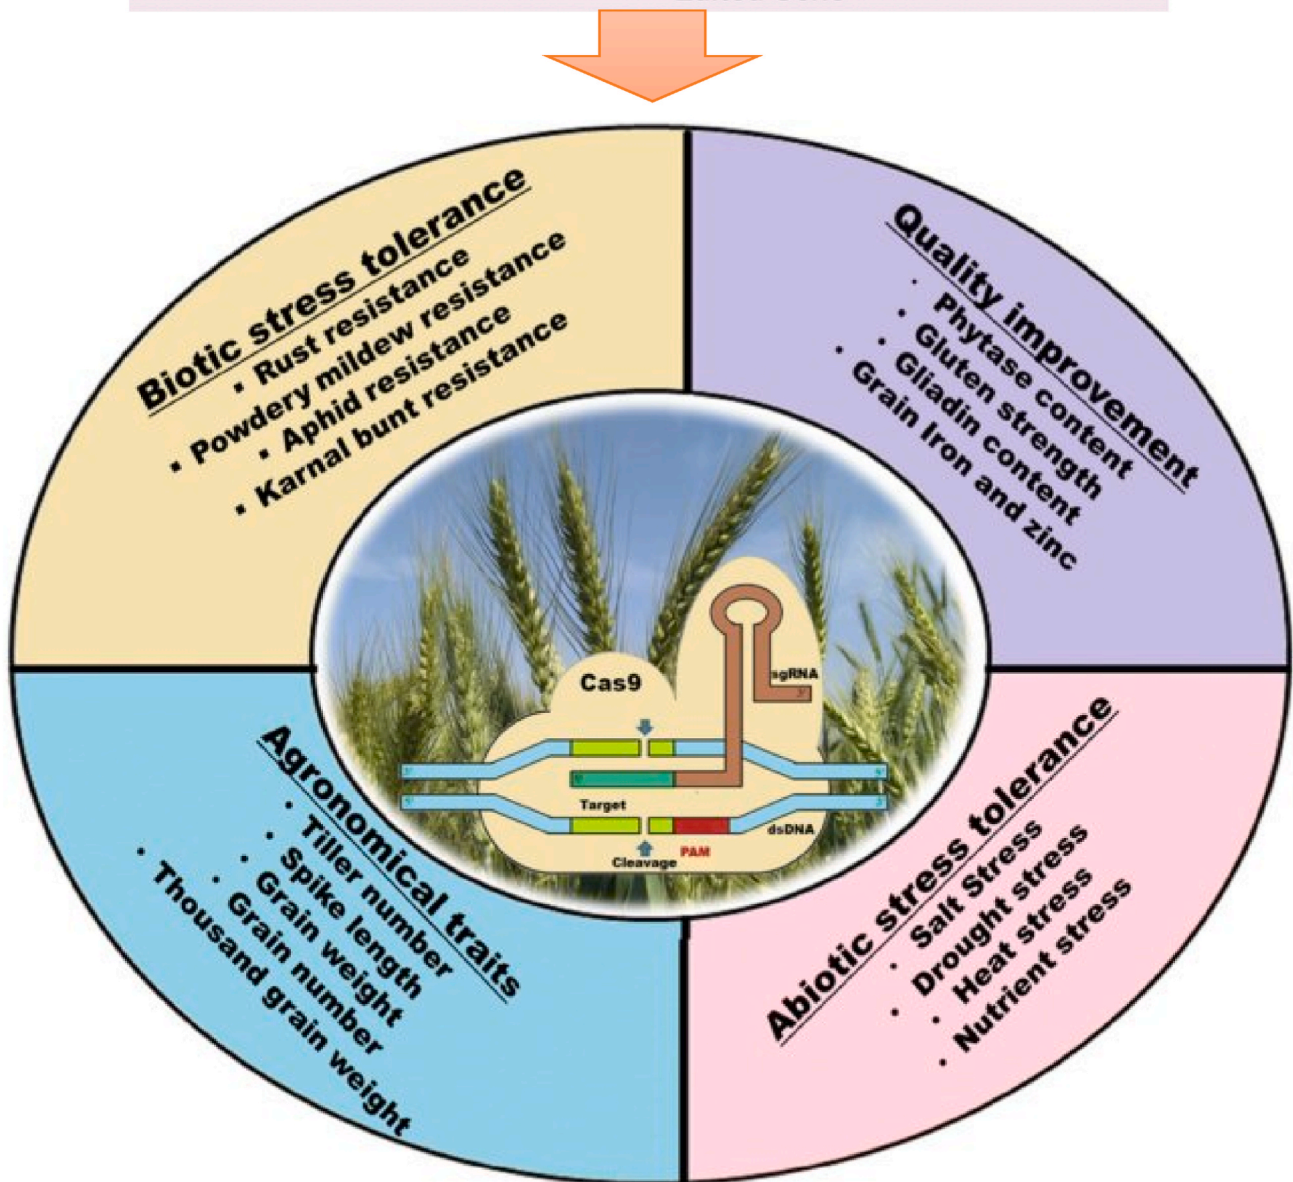 Biotic stress tolerance
▪ Rust resistance
▪ Powdery mildew resistance
▪ Aphid resistance
▪ Karnal bunt resistance
Quality improvement
· Phytase content
· Gluten strength
· Gliadin content
· Grain Iron and zinc
Cas9
sgRNA
3'
Target
dsDNA
PAM
Cleavage
Agronomical traits
· Tiller number
· Spike length
· Grain weight
· Grain number
· Thousand grain weight
Abiotic stress tolerance
· Salt Stress
· Drought stress
· Heat stress
· Nutrient stress